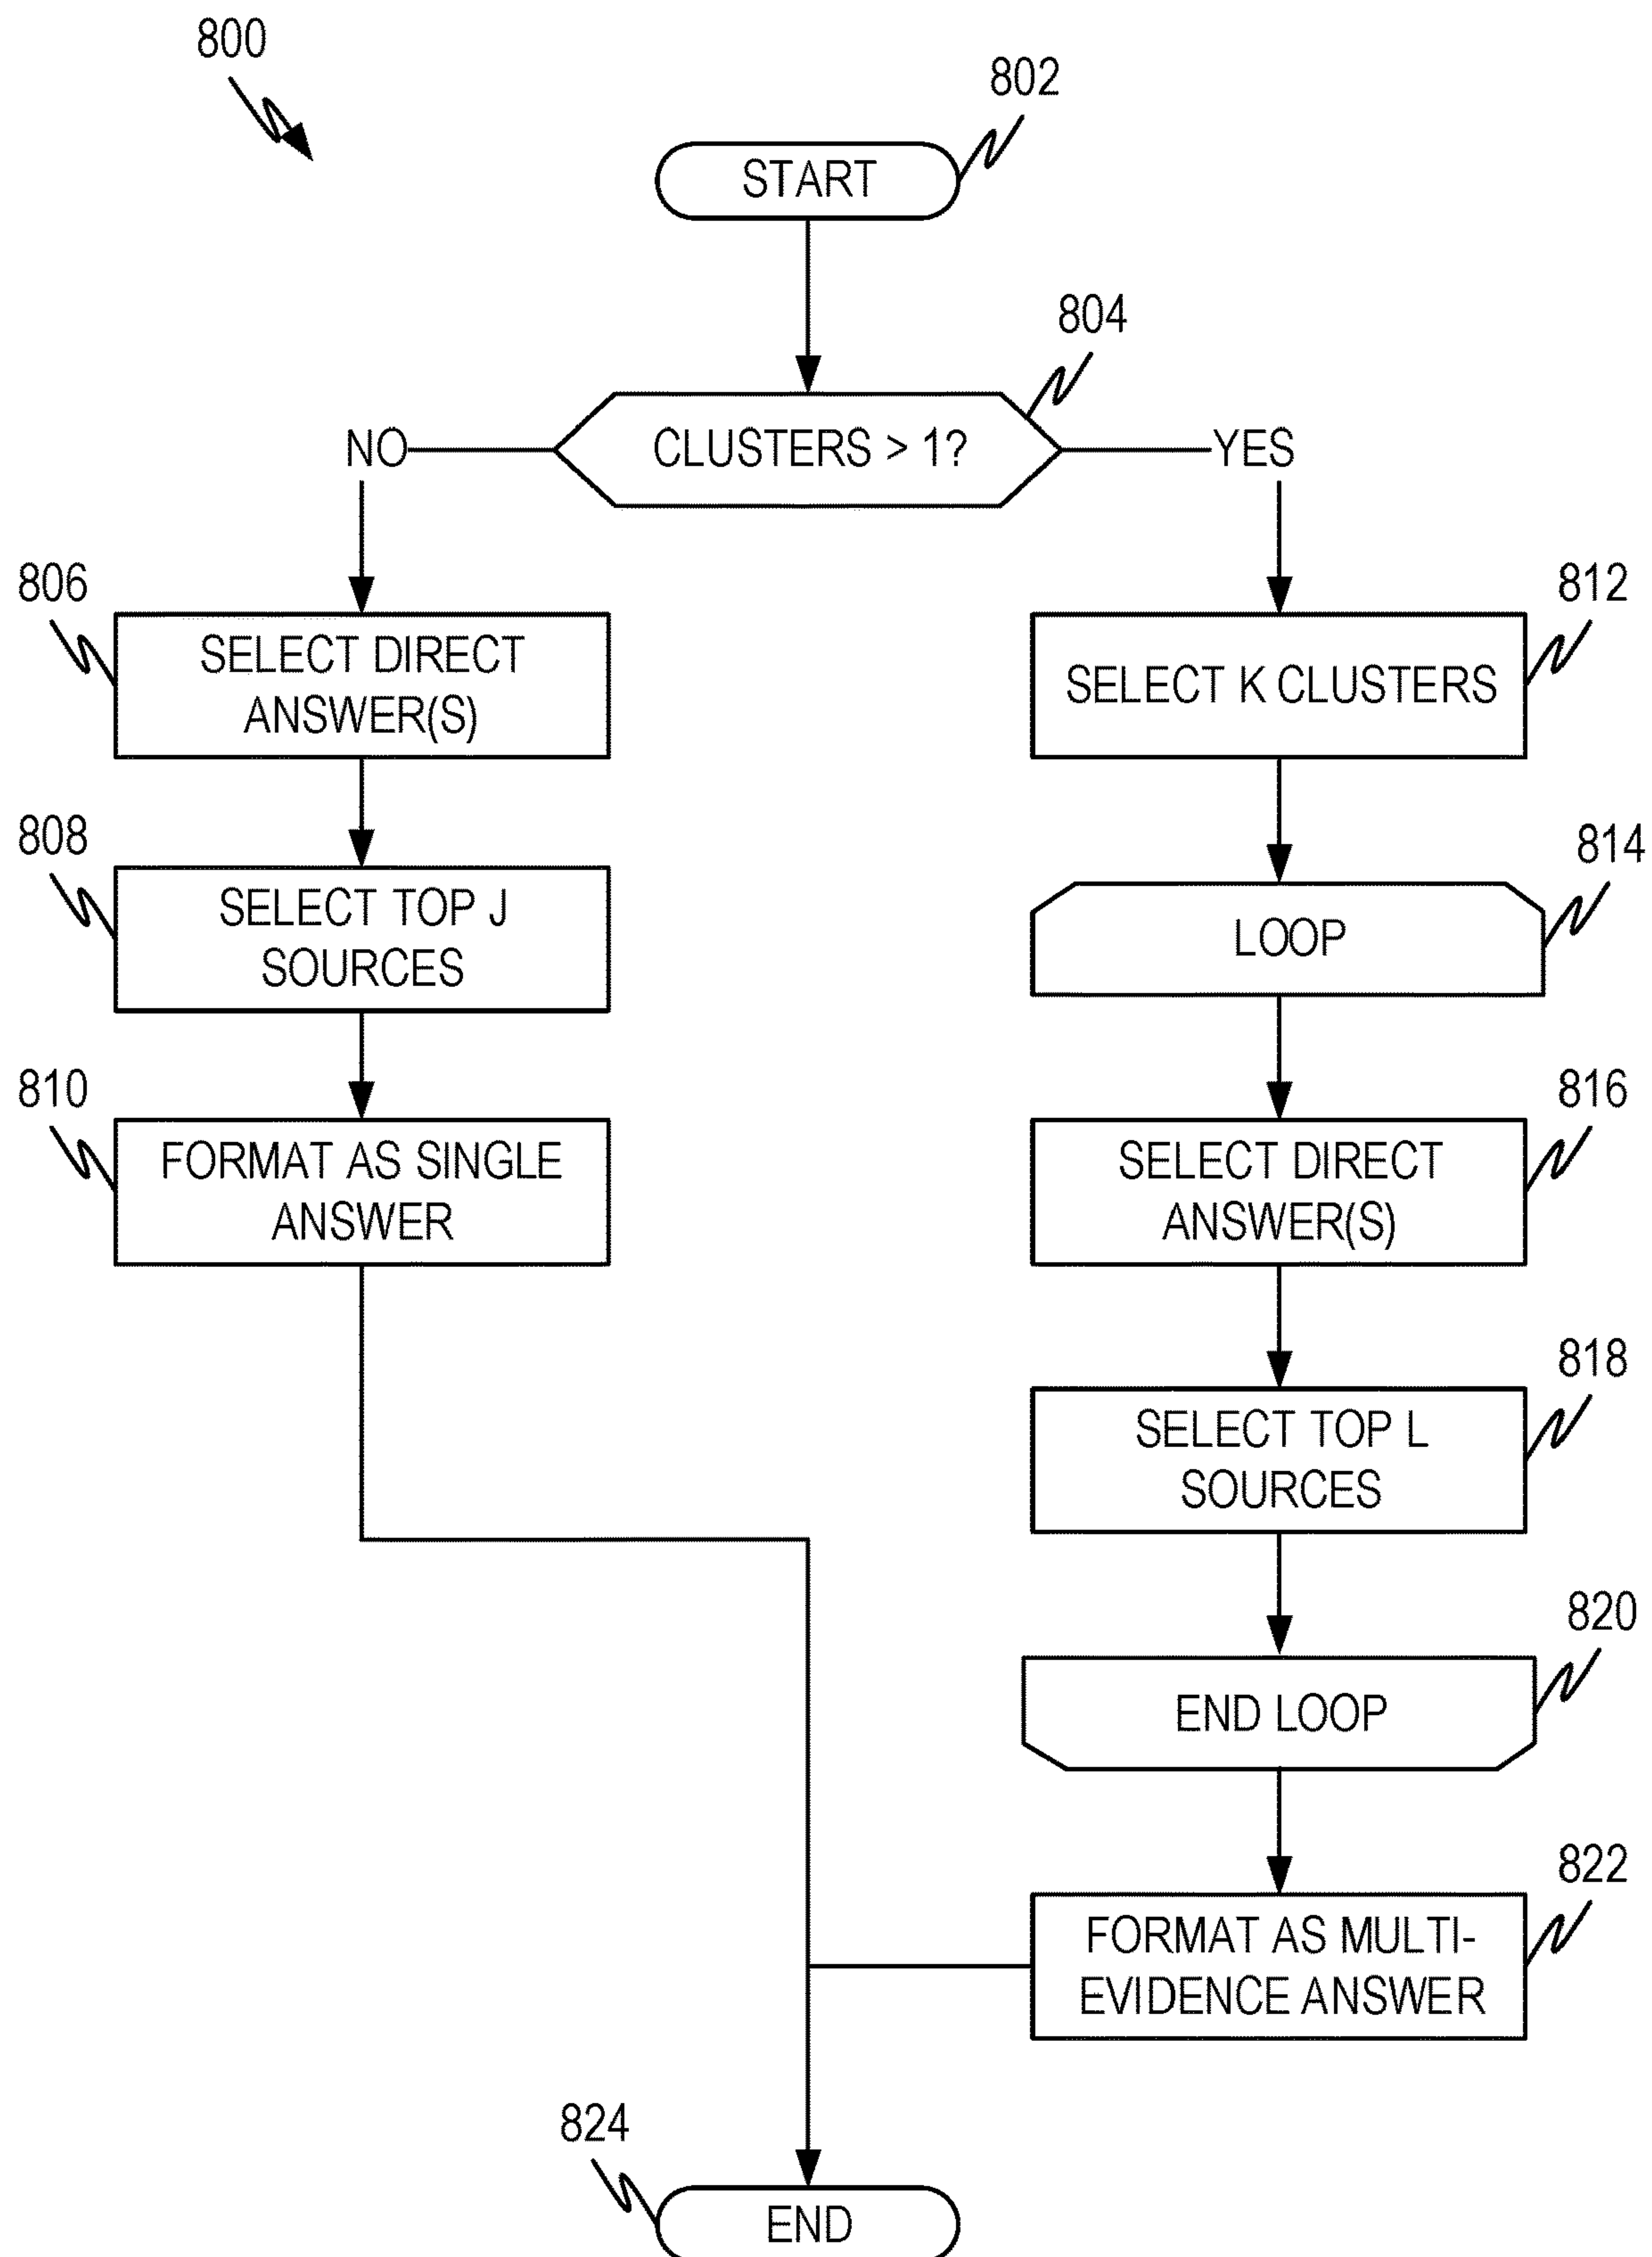 800
802
START
804
CLUSTERS > 1?
NO
YES
806
SELECT DIRECT
ANSWER(S)
808
SELECT TOP J
SOURCES
810
FORMAT AS SINGLE
ANSWER
812
SELECT K CLUSTERS
814
LOOP
816
SELECT DIRECT
ANSWER(S)
818
SELECT TOP L
SOURCES
820
END LOOP
822
FORMAT AS MULTI-
EVIDENCE ANSWER
824
END